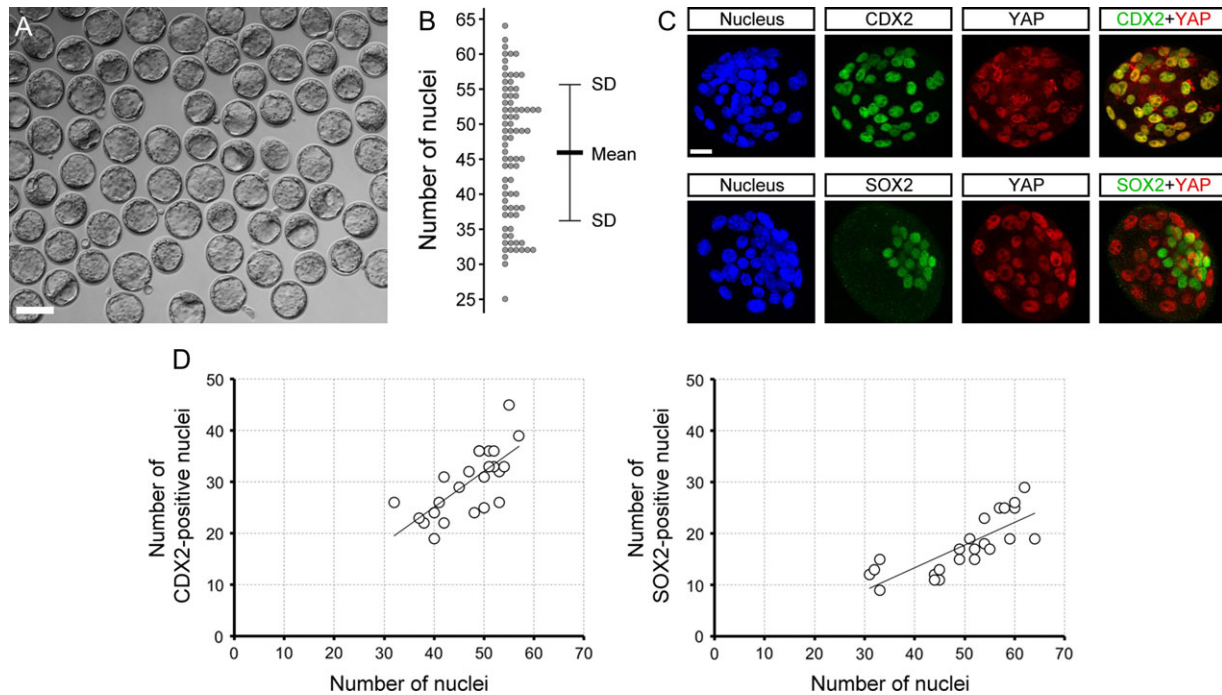 A
B
Number of nuclei
65
60
55
50
45
40
35
30
25
SD
Mean
SD
C
Nucleus
CDX2
YAP
CDX2+YAP
Nucleus
SOX2
YAP
SOX2+YAP
D
Number of
CDX2-positive nuclei
50
40
30
20
10
0
0 10 20 30 40 50 60 70
Number of nuclei
Number of
SOX2-positive nuclei
50
40
30
20
10
0
0 10 20 30 40 50 60 70
Number of nuclei